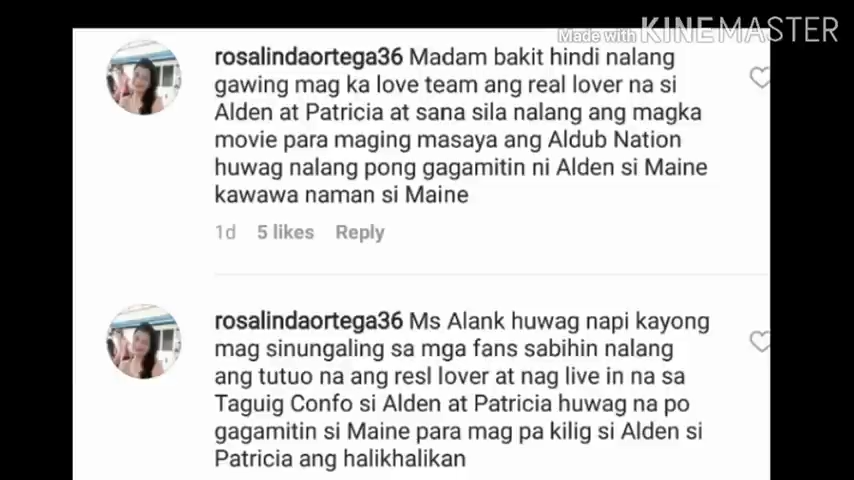 Made with KINEMASTER
rosalindaortega36 Madam bakit hindi nalang
gawing mag ka love team ang real lover na si
Alden at Patricia at sana sila nalang ang magka
movie para maging masaya ang Aldub Nation
huwag nalang pong gagamitin ni Alden si Maine
kawawa naman si Maine
1d 5 likes Reply
rosalindaortega36 Ms Alank huwag napi kayong
mag sinungaling sa mga fans sabihin nalang
ang tutuo na ang resl lover at nag live in na sa
Taguig Confo si Alden at Patricia huwag na po
gagamitin si Maine para mag pa kilig si Alden si
Patricia ang halikhalikan